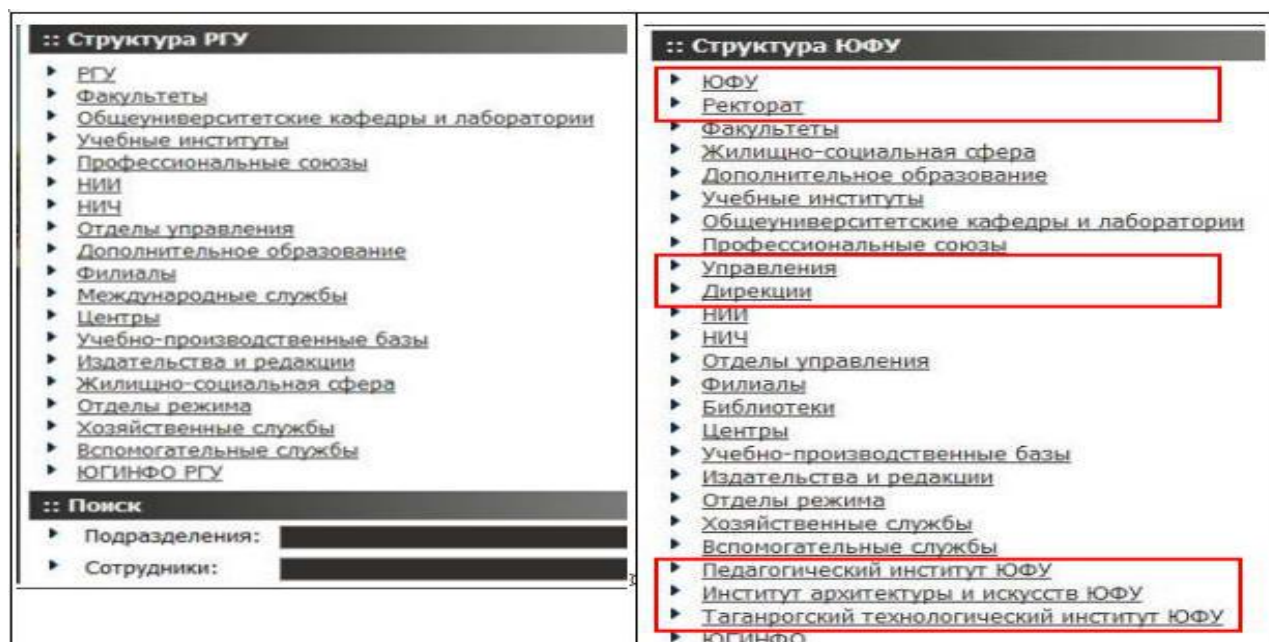 :: Структура РГУ
РГУ
Факультеты
Общеуниверситетские кафедры и лаборатории
Учебные институты
Профессиональные союзы
НИИ
НИЧ
Отделы управления
Дополнительное образование
Филиалы
Международные службы
Центры
Учебно-производственные базы
Издательства и редакции
Жилищно-социальная сфера
Отделы режима
Хозяйственные службы
Вспомогательные службы
ЮГИНФО РГУ
:: Поиск
Подразделения:
Сотрудники:
:: Структура ЮФУ
ЮФУ
Ректорат
Факультеты
Жилищно-социальная сфера
Дополнительное образование
Учебные институты
Общеуниверситетские кафедры и лаборатории
Профессиональные союзы
Управления
Дирекции
НИИ
НИЧ
Отделы управления
Филиалы
Библиотеки
Центры
Учебно-производственные базы
Издательства и редакции
Отделы режима
Хозяйственные службы
Вспомогательные службы
Педагогический институт ЮФУ
Институт архитектуры и искусств ЮФУ
Таганрогский технологический институт ЮФУ
ЮГИНФО